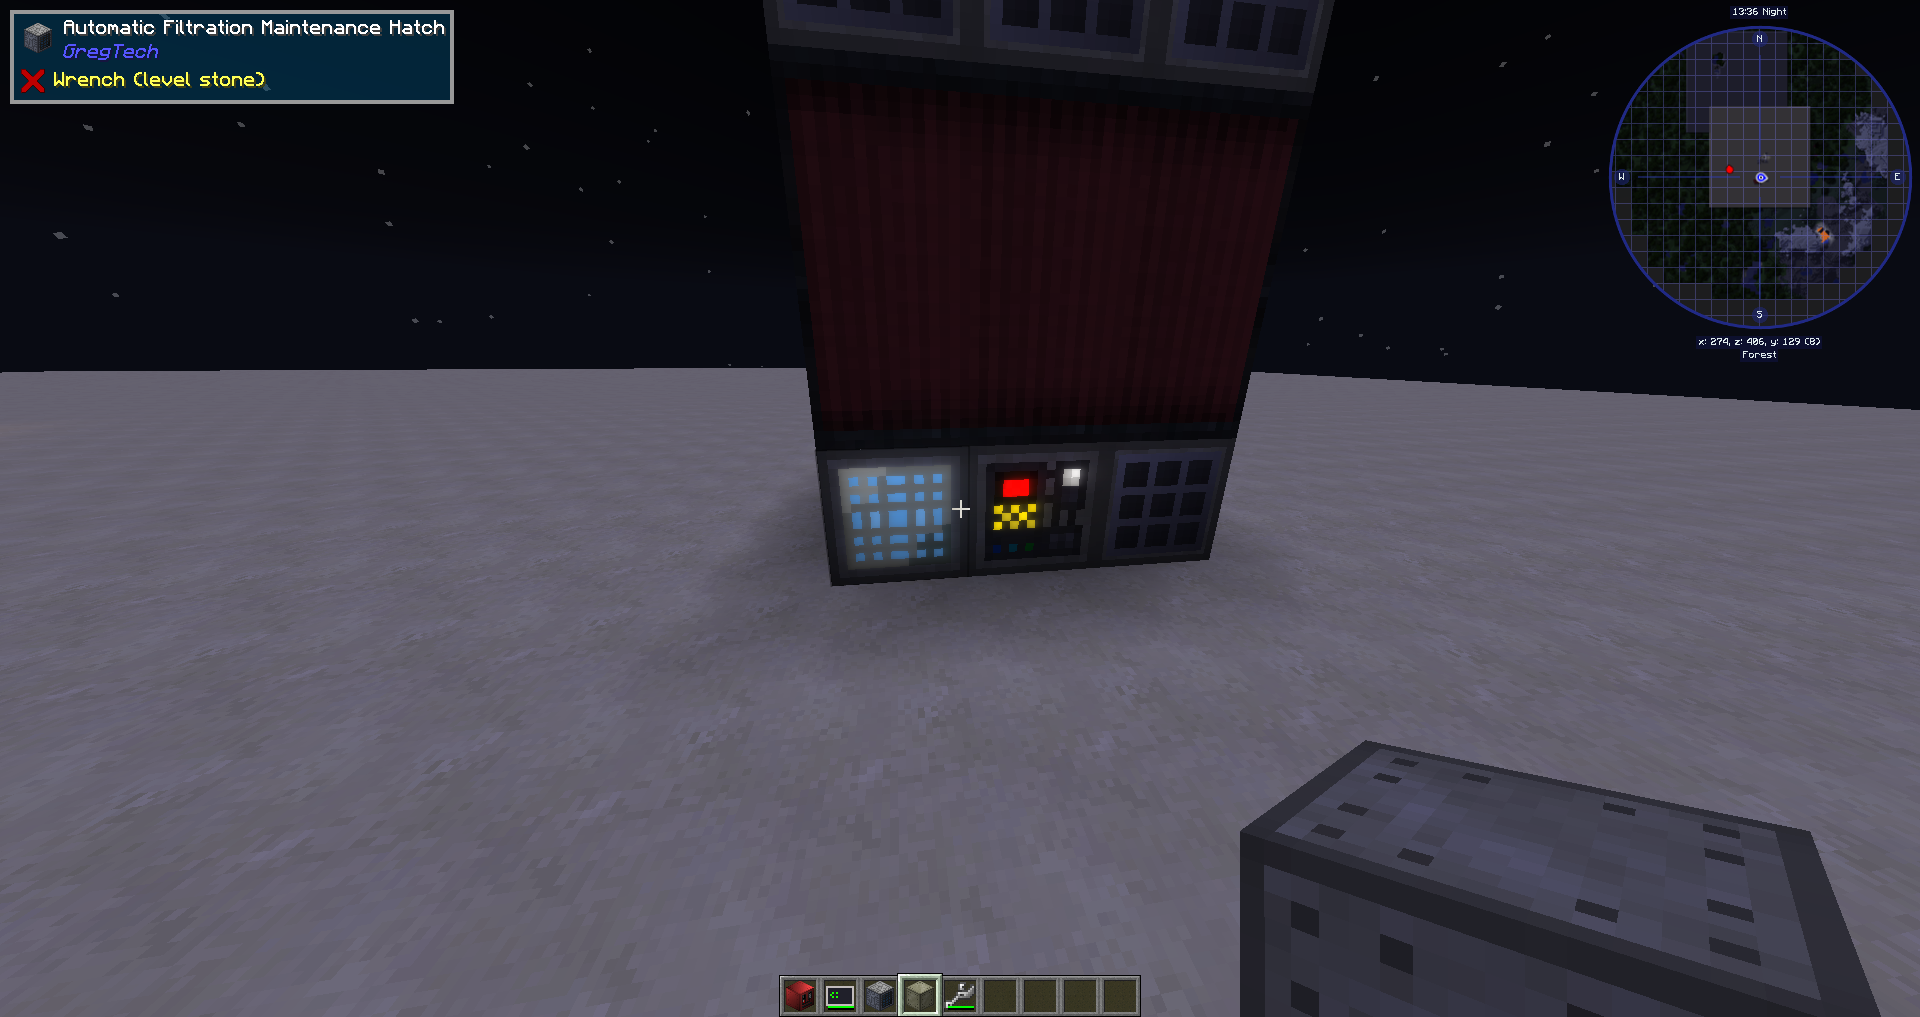 Automatic Filtration Maintenance Hatch
GregTech
Wrench (level stone)
13:36 Night
N
W
E
S
x: 274, z: 406, y: 129 (8)
Forest